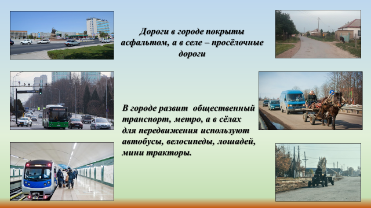 Дороги в городе покрыты
асфальтом, а в селе – просёлочные
дороги
В городе развит общественный
транспорт, метро, а в сёлах
для передвижения используют
автобусы, велосипеды, лошадей,
мини тракторы.